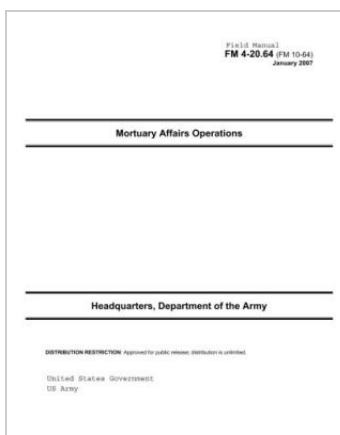 Field Manual
FM 4-20.64 (FM 10-64)
January 2007
Mortuary Affairs Operations
Headquarters, Department of the Army
DISTRIBUTION RESTRICTION: Approved for public release; distribution is unlimited.
United States Government
US Army